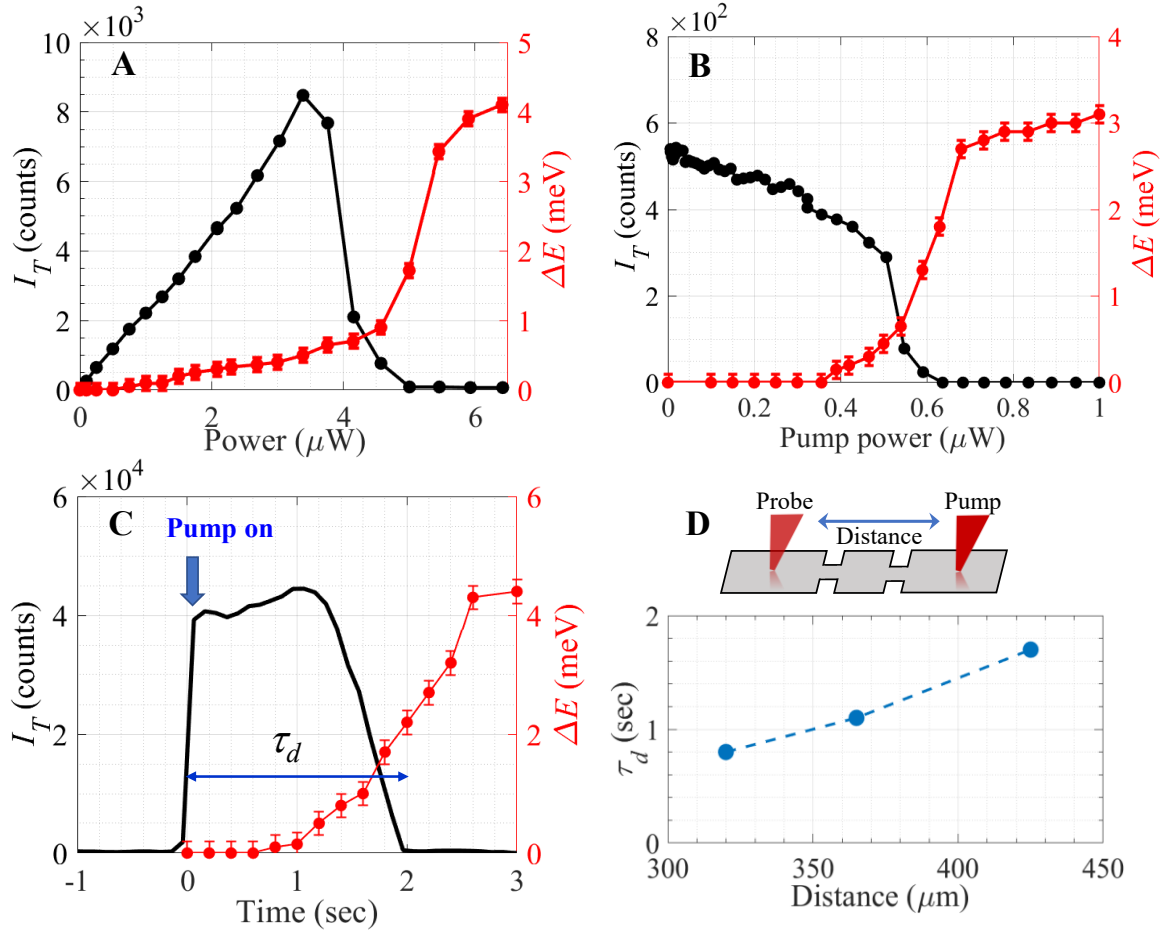 ×10³
A
10
8
6
4
2
0
I_T (counts)
5
4
3
2
1
0
ΔE (meV)
0 2 4 6
Power (μW)
×10²
B
8
6
4
2
0
I_T (counts)
4
3
2
1
0
ΔE (meV)
0 0.2 0.4 0.6 0.8 1
Pump power (μW)
×10⁴
C
Pump on
6
4
2
0
I_T (counts)
τ_d
6
4
2
0
ΔE (meV)
-1 0 1 2 3
Time (sec)
D
Probe Pump
Distance
2
1
0
τ_d (sec)
300 350 400 450
Distance (μm)